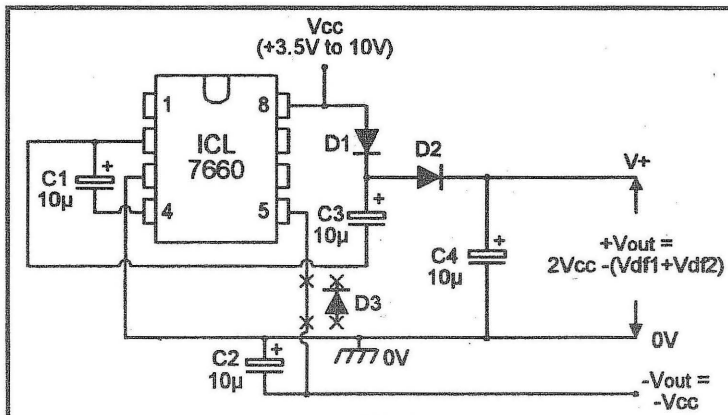 Vcc
(+3.5V to 10V)
1
8
ICL
7660
D1
D2
V+
C1
10µ
+
4
5
C3
10µ
+
C4
10µ
+
+Vout =
2Vcc -(Vdf1+Vdf2)
D3
0V
0V
C2
10µ
+
-Vout =
-Vcc